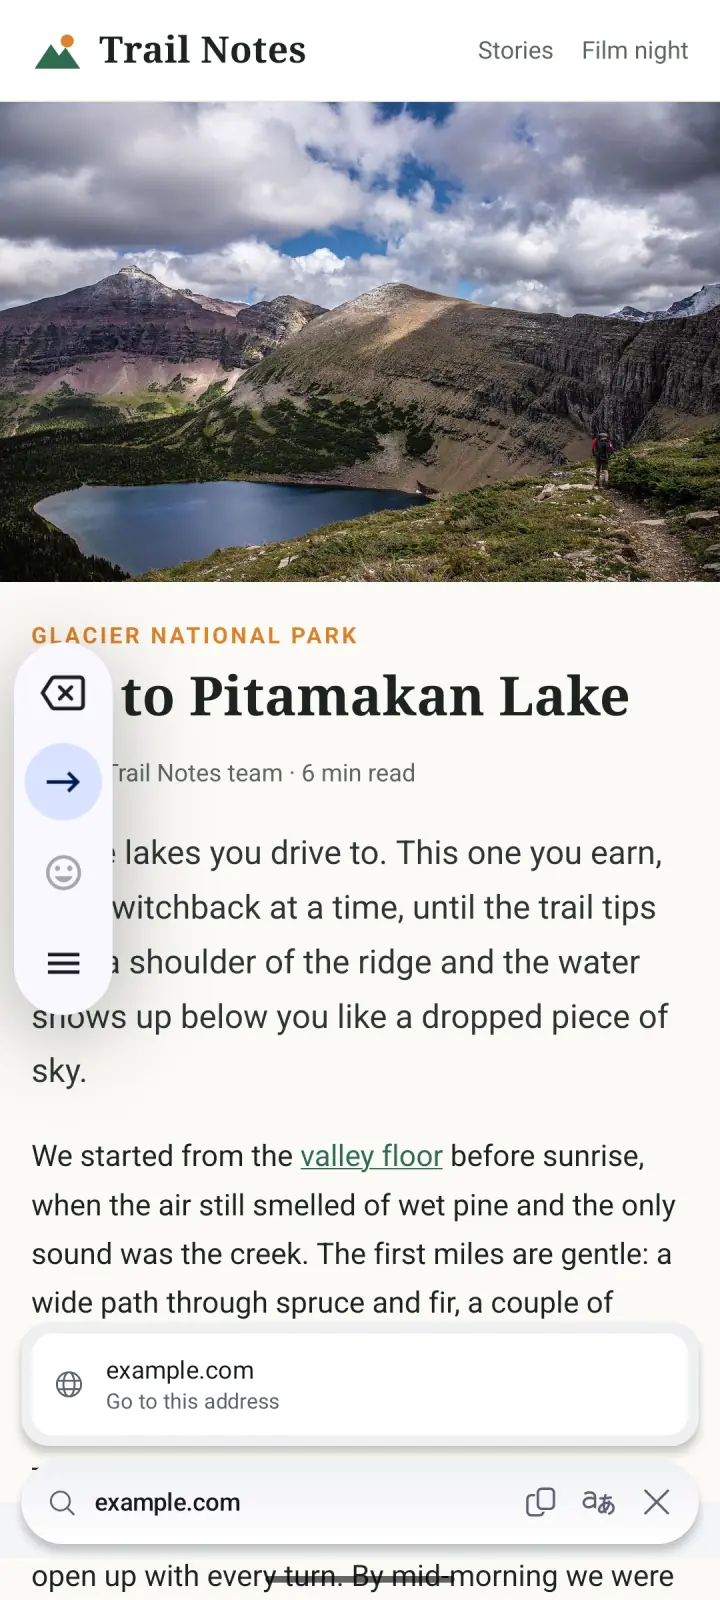 Trail Notes
Stories Film night
GLACIER NATIONAL PARK
to Pitamakan Lake
Trail Notes team · 6 min read
lakes you drive to. This one you earn,
switchback at a time, until the trail tips
a shoulder of the ridge and the water
shows up below you like a dropped piece of
sky.
We started from the valley floor before sunrise,
when the air still smelled of wet pine and the only
sound was the creek. The first miles are gentle: a
wide path through spruce and fir, a couple of
example.com
Go to this address
example.com
aあ
open up with every turn. By mid-morning we were